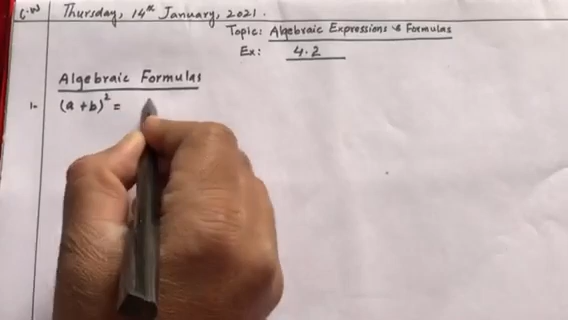 C.W Thursday, 14th January, 2021.
Topic: Algebraic Expressions & Formulas
Ex: 4.2
Algebraic Formulas
1- (a+b)² =